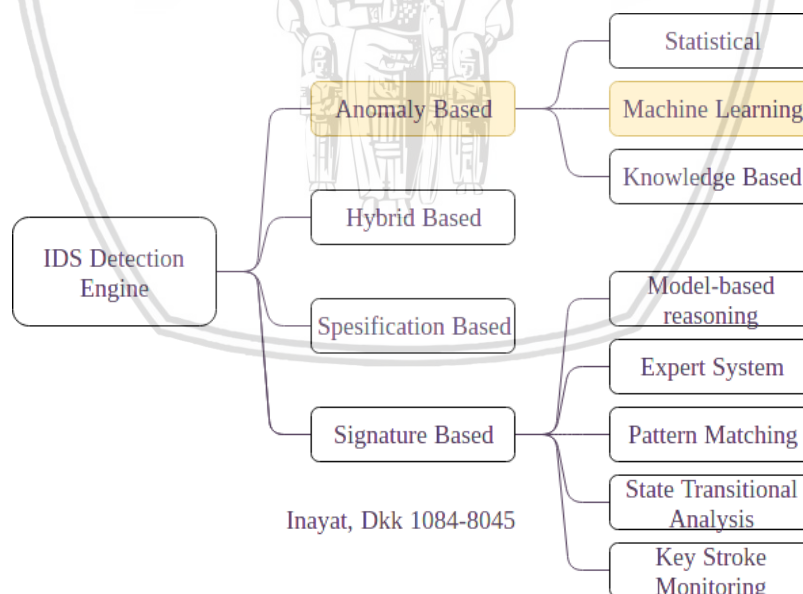 Statistical
Anomaly Based
Machine Learning
Knowledge Based
Hybrid Based
IDS Detection
Engine
Spesification Based
Model-based
reasoning
Expert System
Signature Based
Pattern Matching
State Transitional
Analysis
Key Stroke
Monitoring
Inayat, Dkk 1084-8045